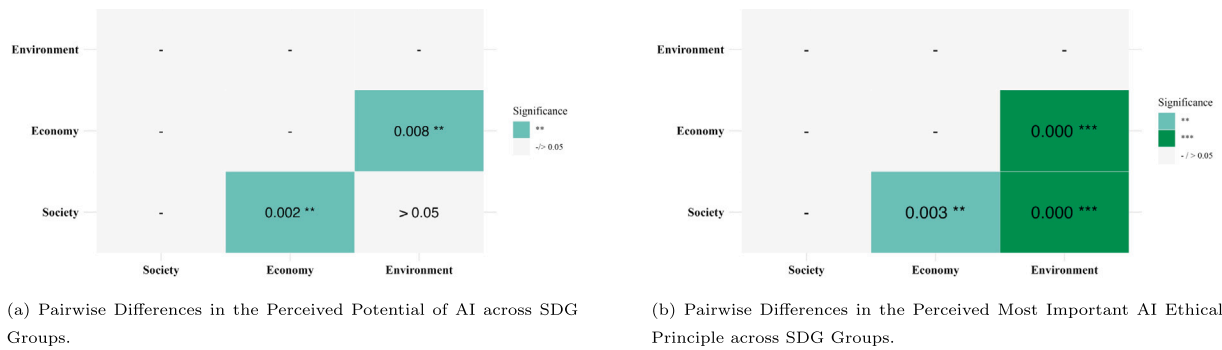 Environment
-
-
-
Economy
-
-
0.008 **
Society
-
0.002 **
> 0.05
Society
Economy
Environment
Significance
**
-/> 0.05
(a) Pairwise Differences in the Perceived Potential of AI across SDG
Groups.
Environment
-
-
-
Economy
-
-
0.000 ***
Society
-
0.003 **
0.000 ***
Society
Economy
Environment
Significance
**
***
- / > 0.05
(b) Pairwise Differences in the Perceived Most Important AI Ethical
Principle across SDG Groups.